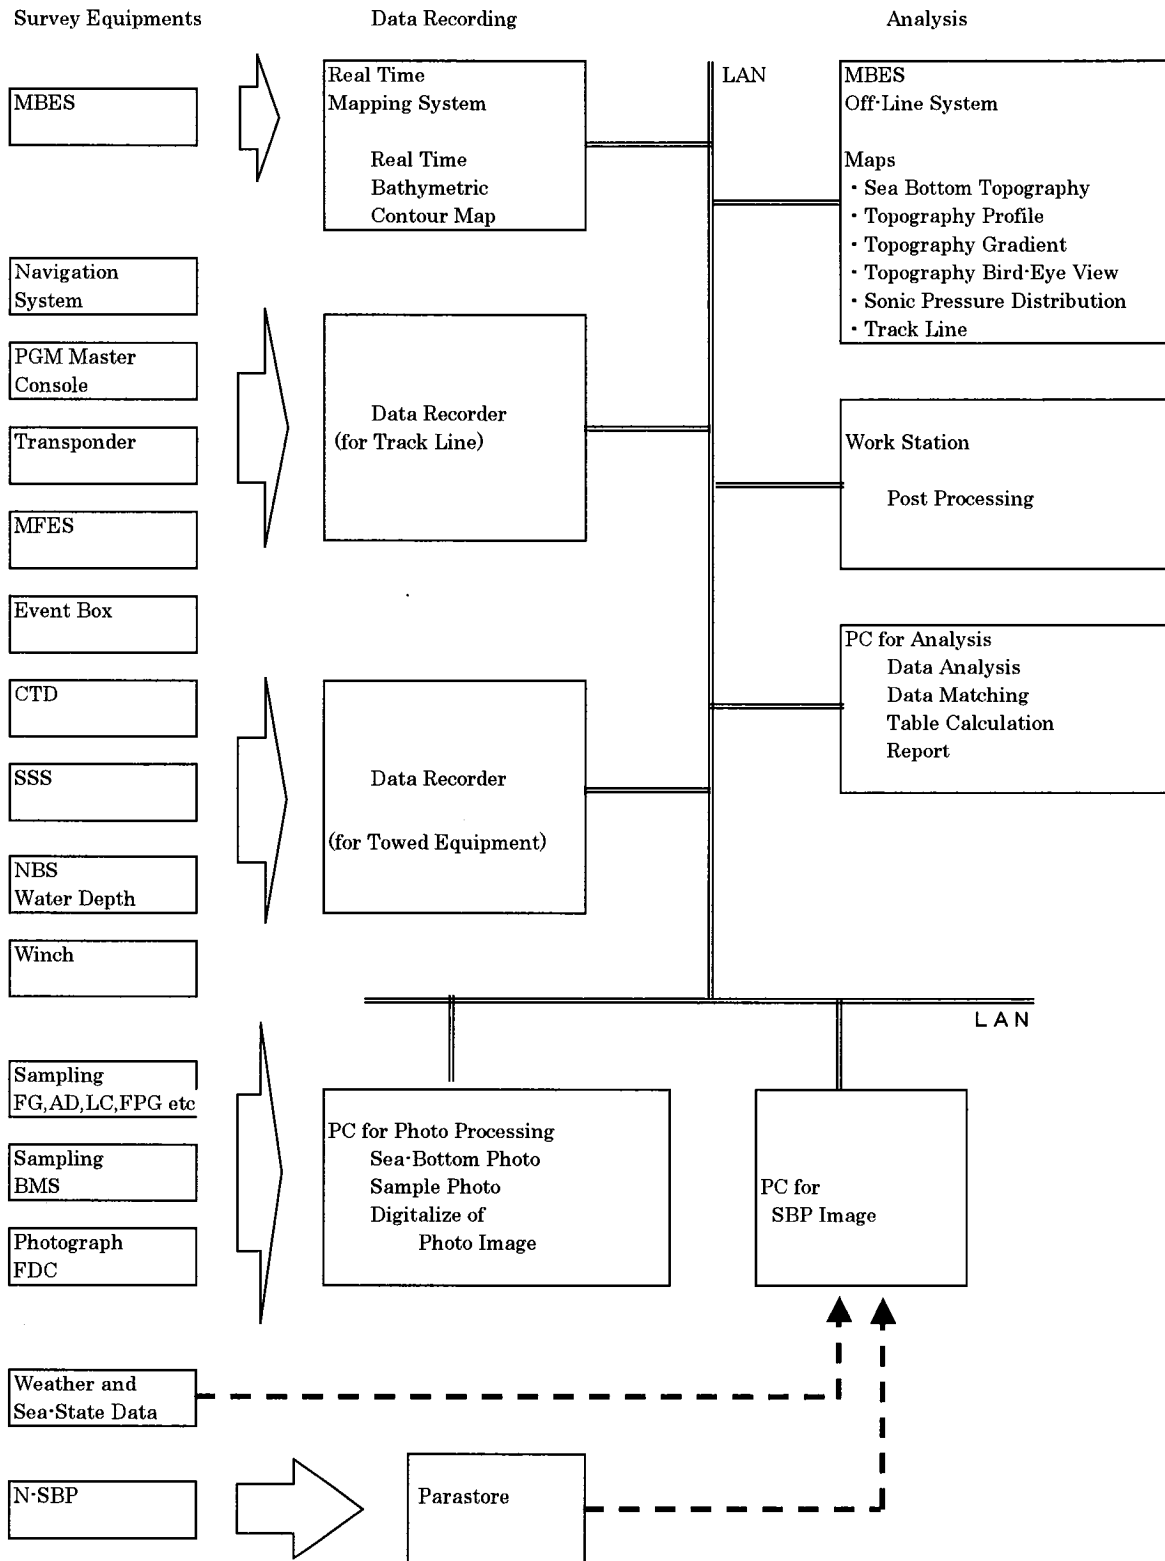 Survey Equipments
Data Recording
Analysis
MBES
Navigation
System
PGM Master
Console
Transponder
MFES
Event Box
CTD
SSS
NBS
Water Depth
Winch
Sampling
FG,AD,LC,FPG etc
Sampling
BMS
Photograph
FDC
Weather and
Sea-State Data
N-SBP
Real Time
Mapping System
Real Time
Bathymetric
Contour Map
Data Recorder
(for Track Line)
Data Recorder
(for Towed Equipment)
PC for Photo Processing
Sea-Bottom Photo
Sample Photo
Digitalize of
Photo Image
Parastore
LAN
LAN
MBES
Off-Line System
Maps
・Sea Bottom Topography
・Topography Profile
・Topography Gradient
・Topography Bird-Eye View
・Sonic Pressure Distribution
・Track Line
Work Station
Post Processing
PC for Analysis
Data Analysis
Data Matching
Table Calculation
Report
PC for
SBP Image